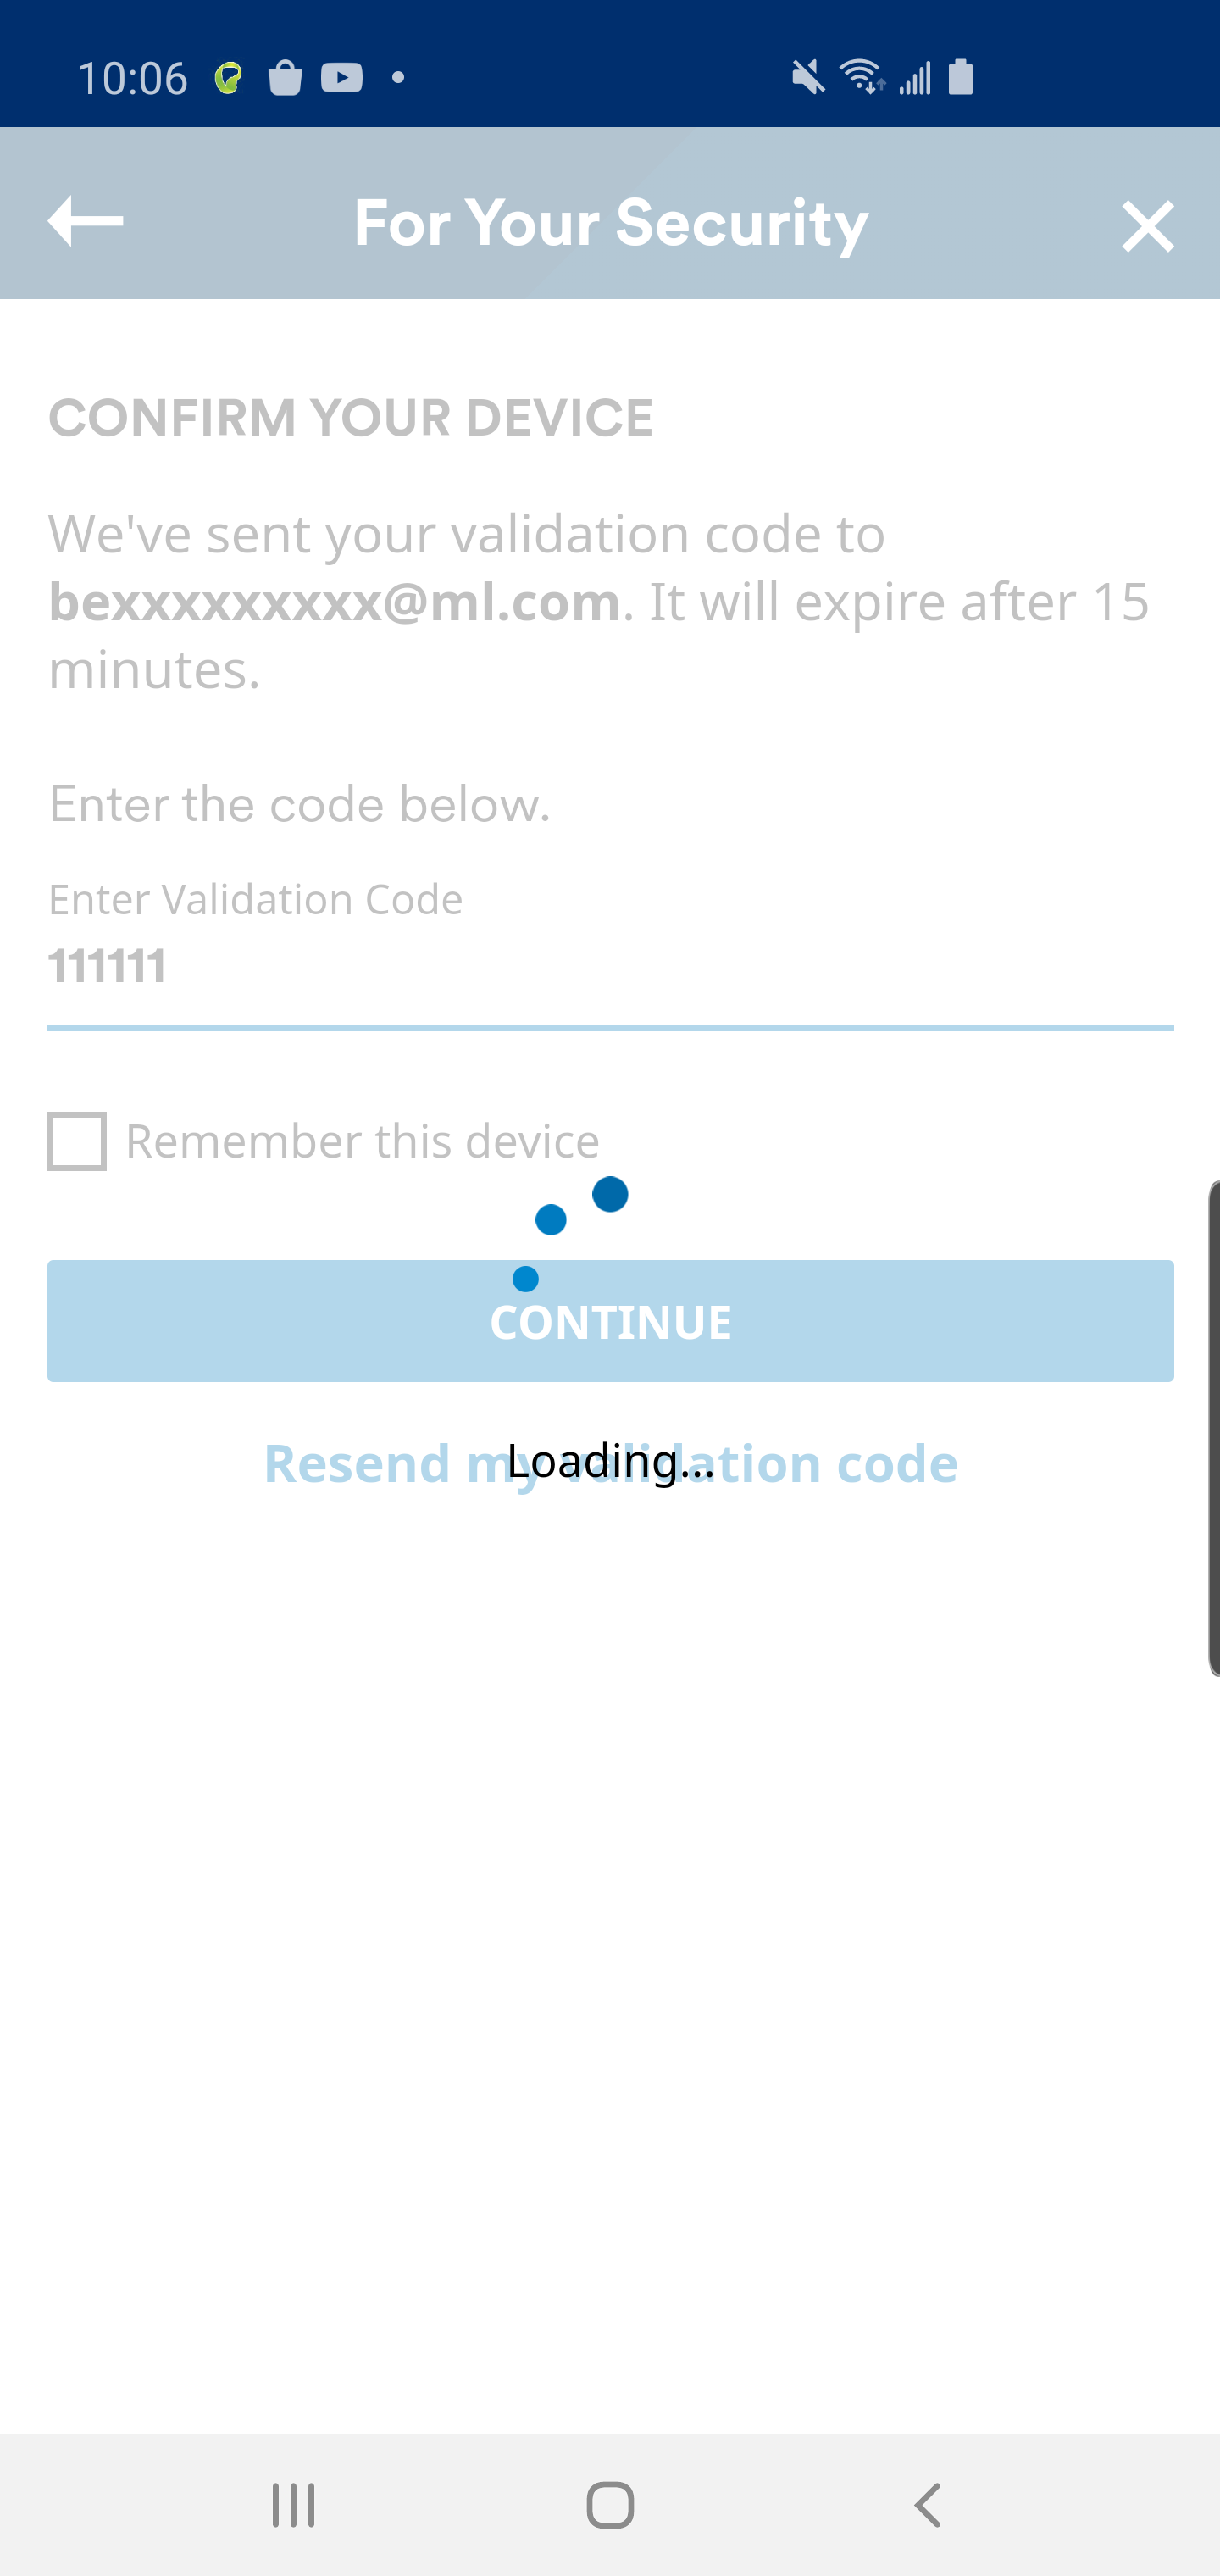 10:06
For Your Security
CONFIRM YOUR DEVICE
We've sent your validation code to
bexxxxxxxxx@ml.com. It will expire after 15
minutes.
Enter the code below.
Enter Validation Code
111111
Remember this device
CONTINUE
Resend my validation code
Loading...